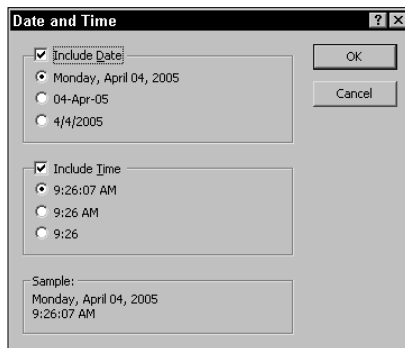 Date and Time
Include Date
Monday, April 04, 2005
04-Apr-05
4/4/2005
Include Time
9:26:07 AM
9:26 AM
9:26
Sample:
Monday, April 04, 2005
9:26:07 AM
OK
Cancel